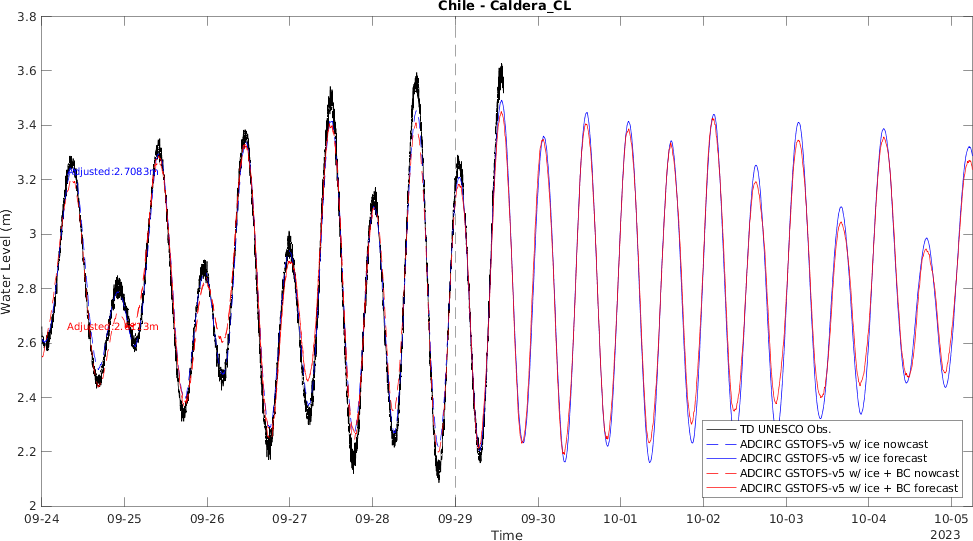 Chile - Caldera_CL
3.8
3.6
3.4
3.2
3
2.8
2.6
2.4
2.2
2
Water Level (m)
Adjusted:2.7083m
TD UNESCO Obs.
ADCIRC GSTOFS-v5 w/ ice nowcast
ADCIRC GSTOFS-v5 w/ ice forecast
ADCIRC GSTOFS-v5 w/ ice + BC nowcast
ADCIRC GSTOFS-v5 w/ ice + BC forecast
09-24 09-25 09-26 09-27 09-28 09-29 09-30 10-01 10-02 10-03 10-04 10-05
2023
Time